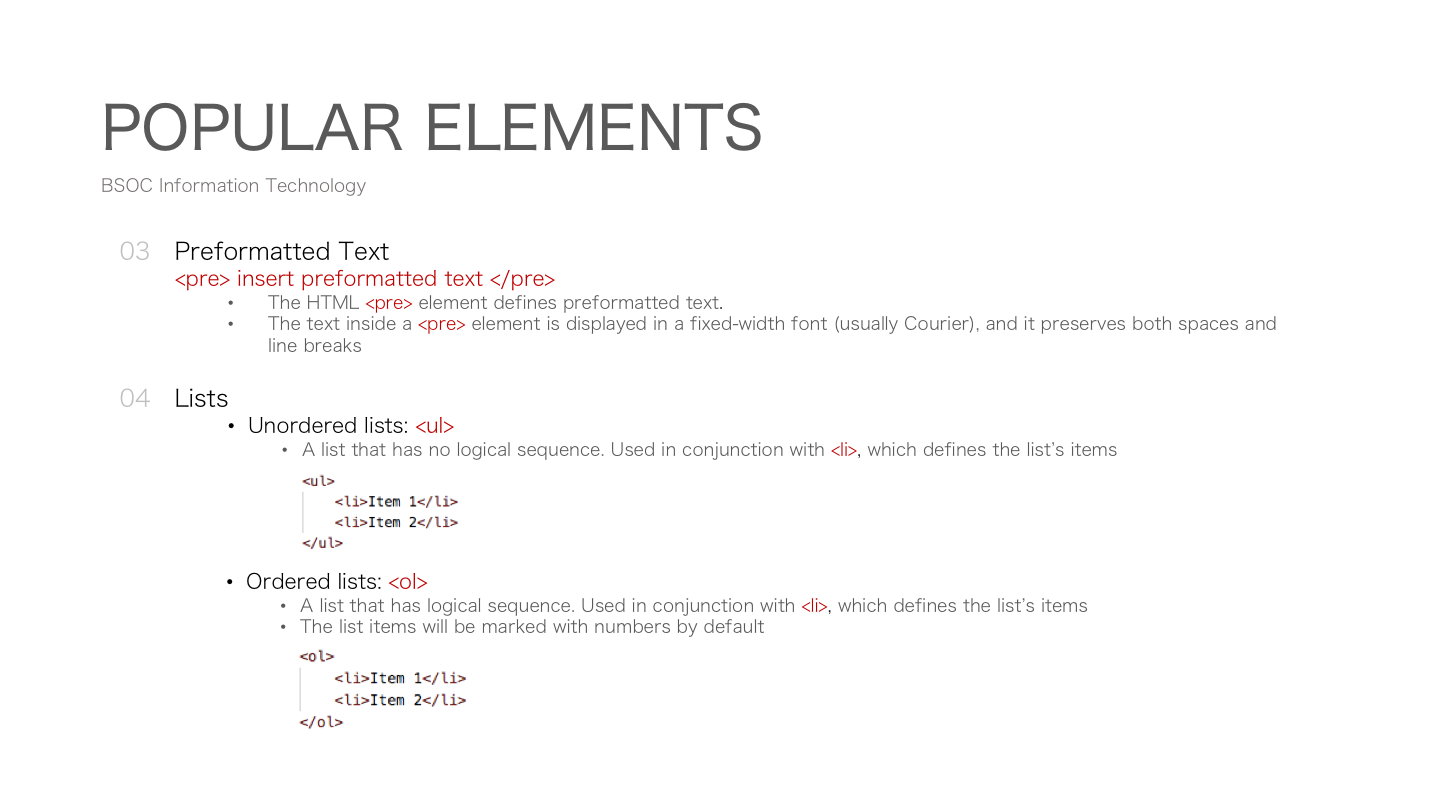 POPULAR ELEMENTS
BSOC Information Technology
03 Preformatted Text
<pre> insert preformatted text </pre>
• The HTML <pre> element defines preformatted text.
• The text inside a <pre> element is displayed in a fixed-width font (usually Courier), and it preserves both spaces and
line breaks
04 Lists
• Unordered lists: <ul>
• A list that has no logical sequence. Used in conjunction with <li>, which defines the list’s items
<ul>
    <li>Item 1</li>
    <li>Item 2</li>
</ul>
• Ordered lists: <ol>
• A list that has logical sequence. Used in conjunction with <li>, which defines the list’s items
• The list items will be marked with numbers by default
<ol>
    <li>Item 1</li>
    <li>Item 2</li>
</ol>